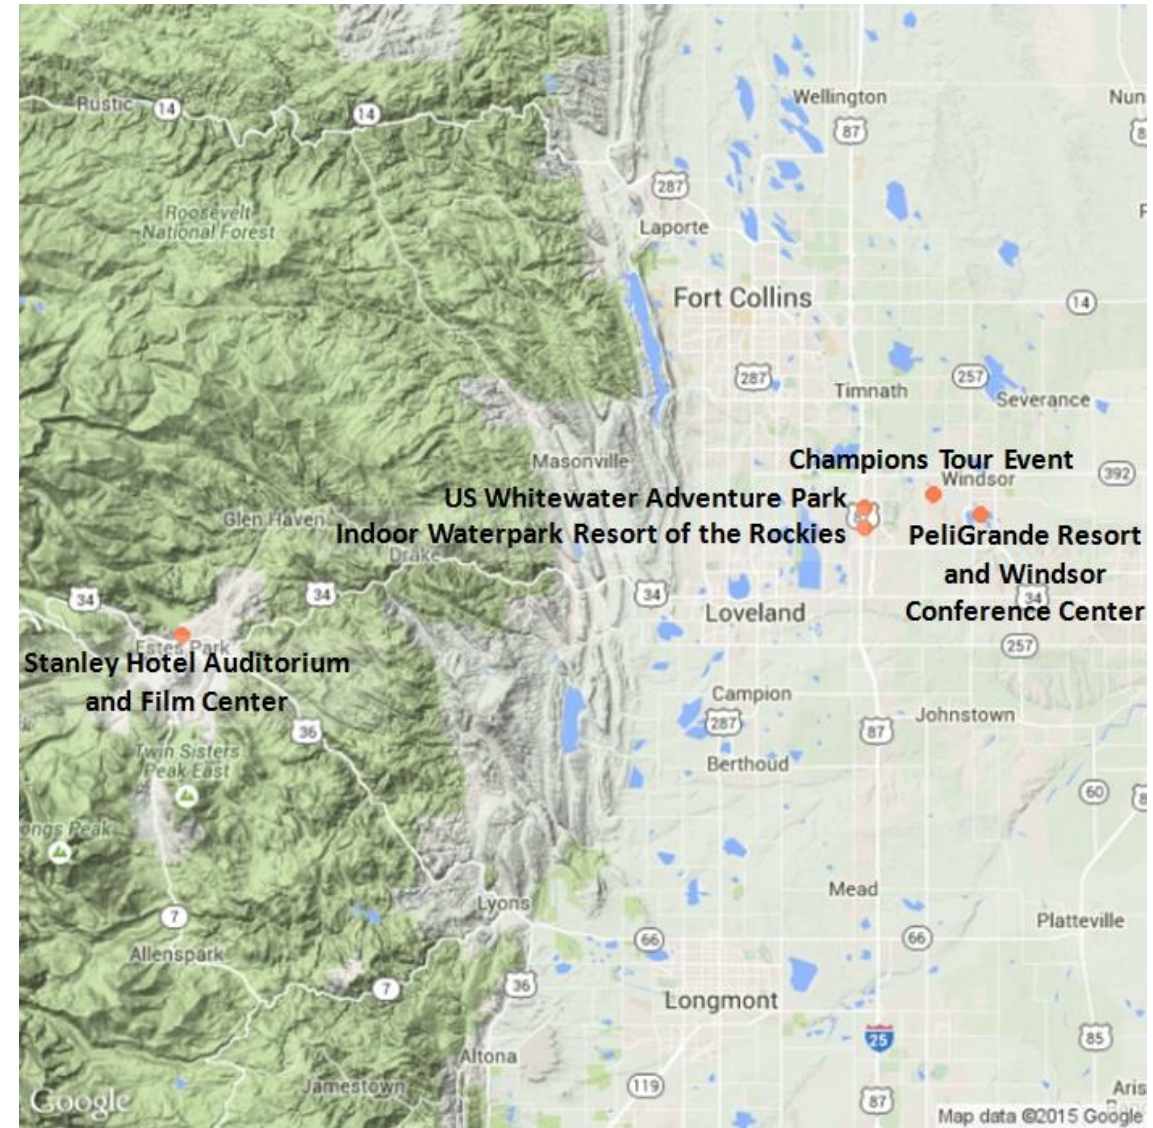 Wellington
Nun
Rustic
14
14
87
8
287
Roosevelt
National Forest
Laporte
F
Fort Collins
14
287
257
Timnath
Severance
Champions Tour Event
Masonville
392
Windsor
US Whitewater Adventure Park
Glen Haven
Indoor Waterpark Resort of the Rockies
PeliGrande Resort
Drake
and Windsor
34
34
34
34
Loveland
Conference Center
Estes Park
257
Stanley Hotel Auditorium
and Film Center
Campion
287
Johnstown
36
87
Twin Sisters
Peak East
Berthoud
60
8
ongs Peak
Mead
Lyons
7
Platteville
66
66
Allenspark
7
36
Longmont
25
85
Altona
Jamestown
119
Aris
Google
87
Map data ©2015 Google